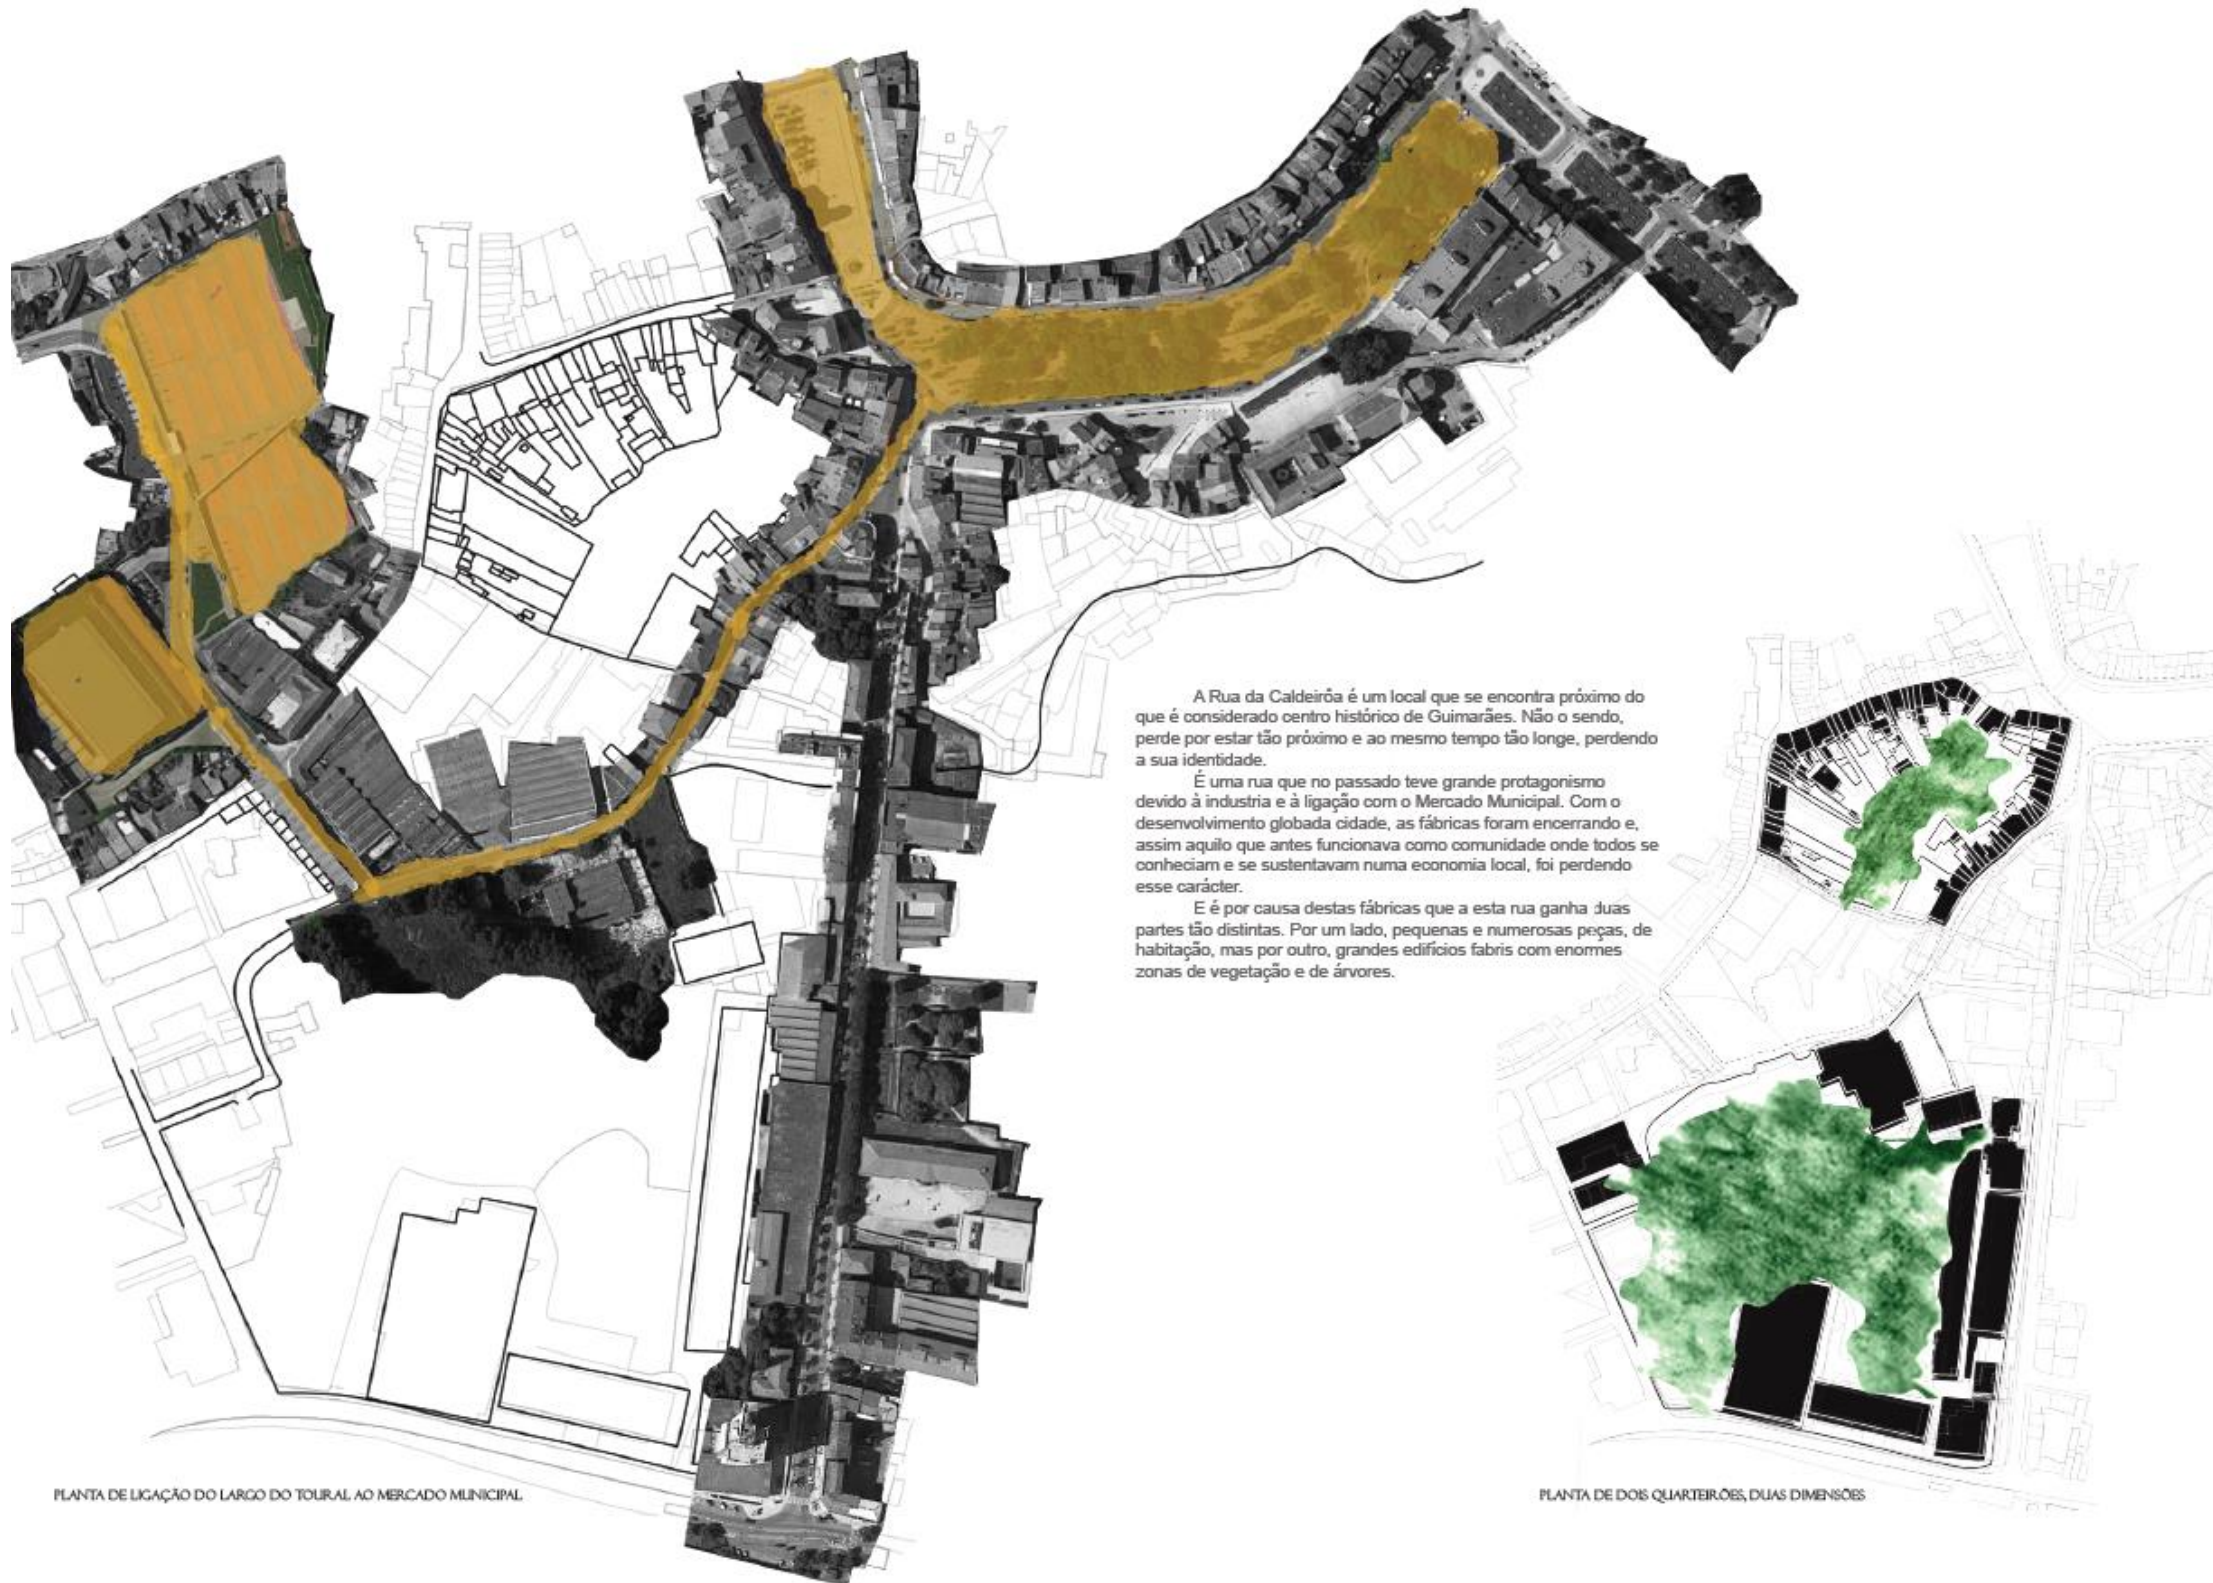 A Rua da Caldeirôa é um local que se encontra próximo do
que é considerado centro histórico de Guimarães. Não o sendo,
perde por estar tão próximo e ao mesmo tempo tão longe, perdendo
a sua identidade.
É uma rua que no passado teve grande protagonismo
devido à industria e à ligação com o Mercado Municipal. Com o
desenvolvimento globada cidade, as fábricas foram encerrando e,
assim aquilo que antes funcionava como comunidade onde todos se
conheciam e se sustentavam numa economia local, foi perdendo
esse carácter.
E é por causa destas fábricas que a esta rua ganha duas
partes tão distintas. Por um lado, pequenas e numerosas peças, de
habitação, mas por outro, grandes edifícios fabris com enormes
zonas de vegetação e de árvores.
PLANTA DE LIGAÇÃO DO LARGO DO TOURAL AO MERCADO MUNICIPAL
PLANTA DE DOIS QUARTEIRÕES, DUAS DIMENSÕES